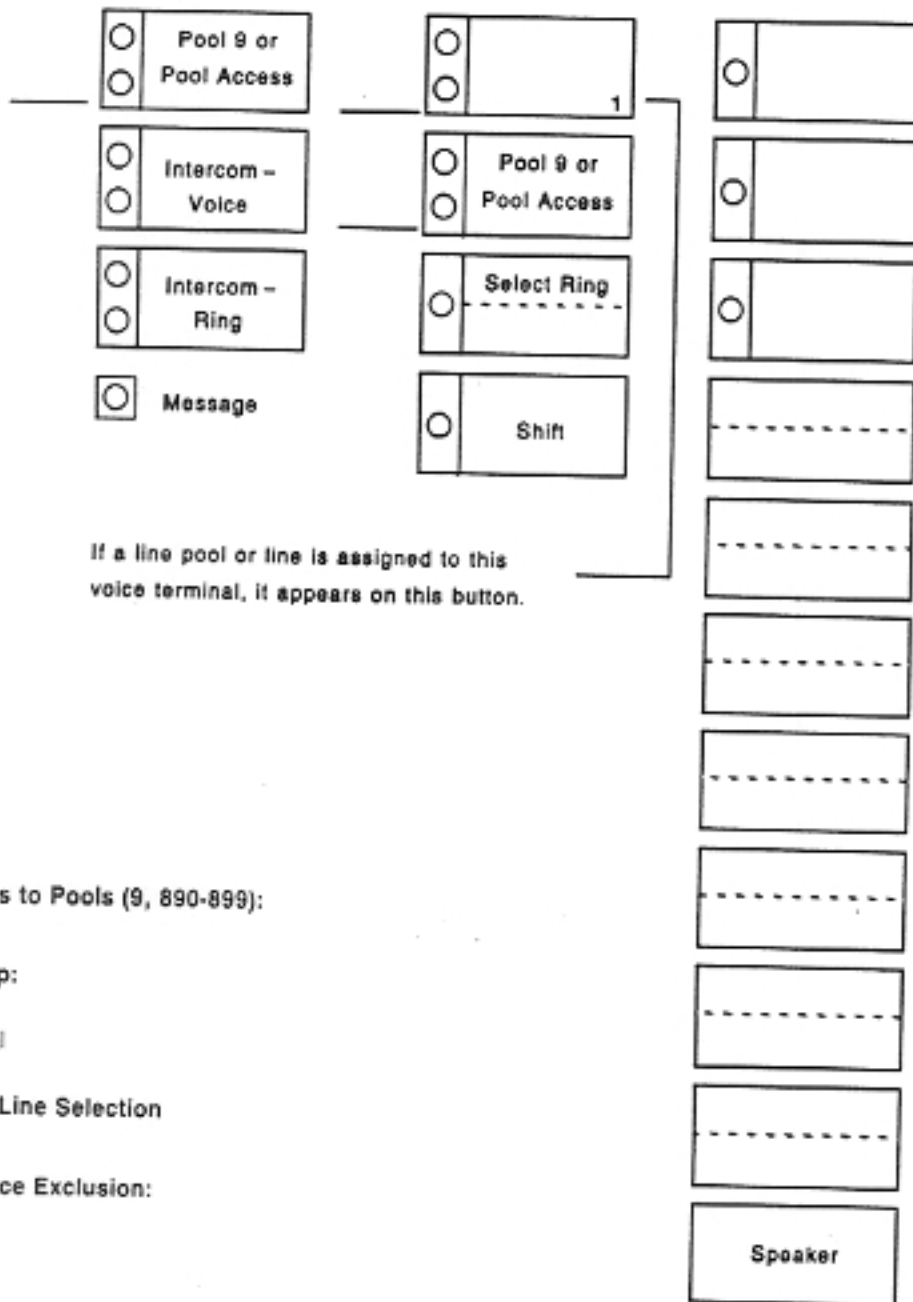 Pool 9 or
Pool Access
Intercom –
Voice
Intercom –
Ring
Message
1
Pool 9 or
Pool Access
Select Ring
Shift
If a line pool or line is assigned to this
voice terminal, it appears on this button.
s to Pools (9, 890-899):
p:
Line Selection
ce Exclusion:
Speaker